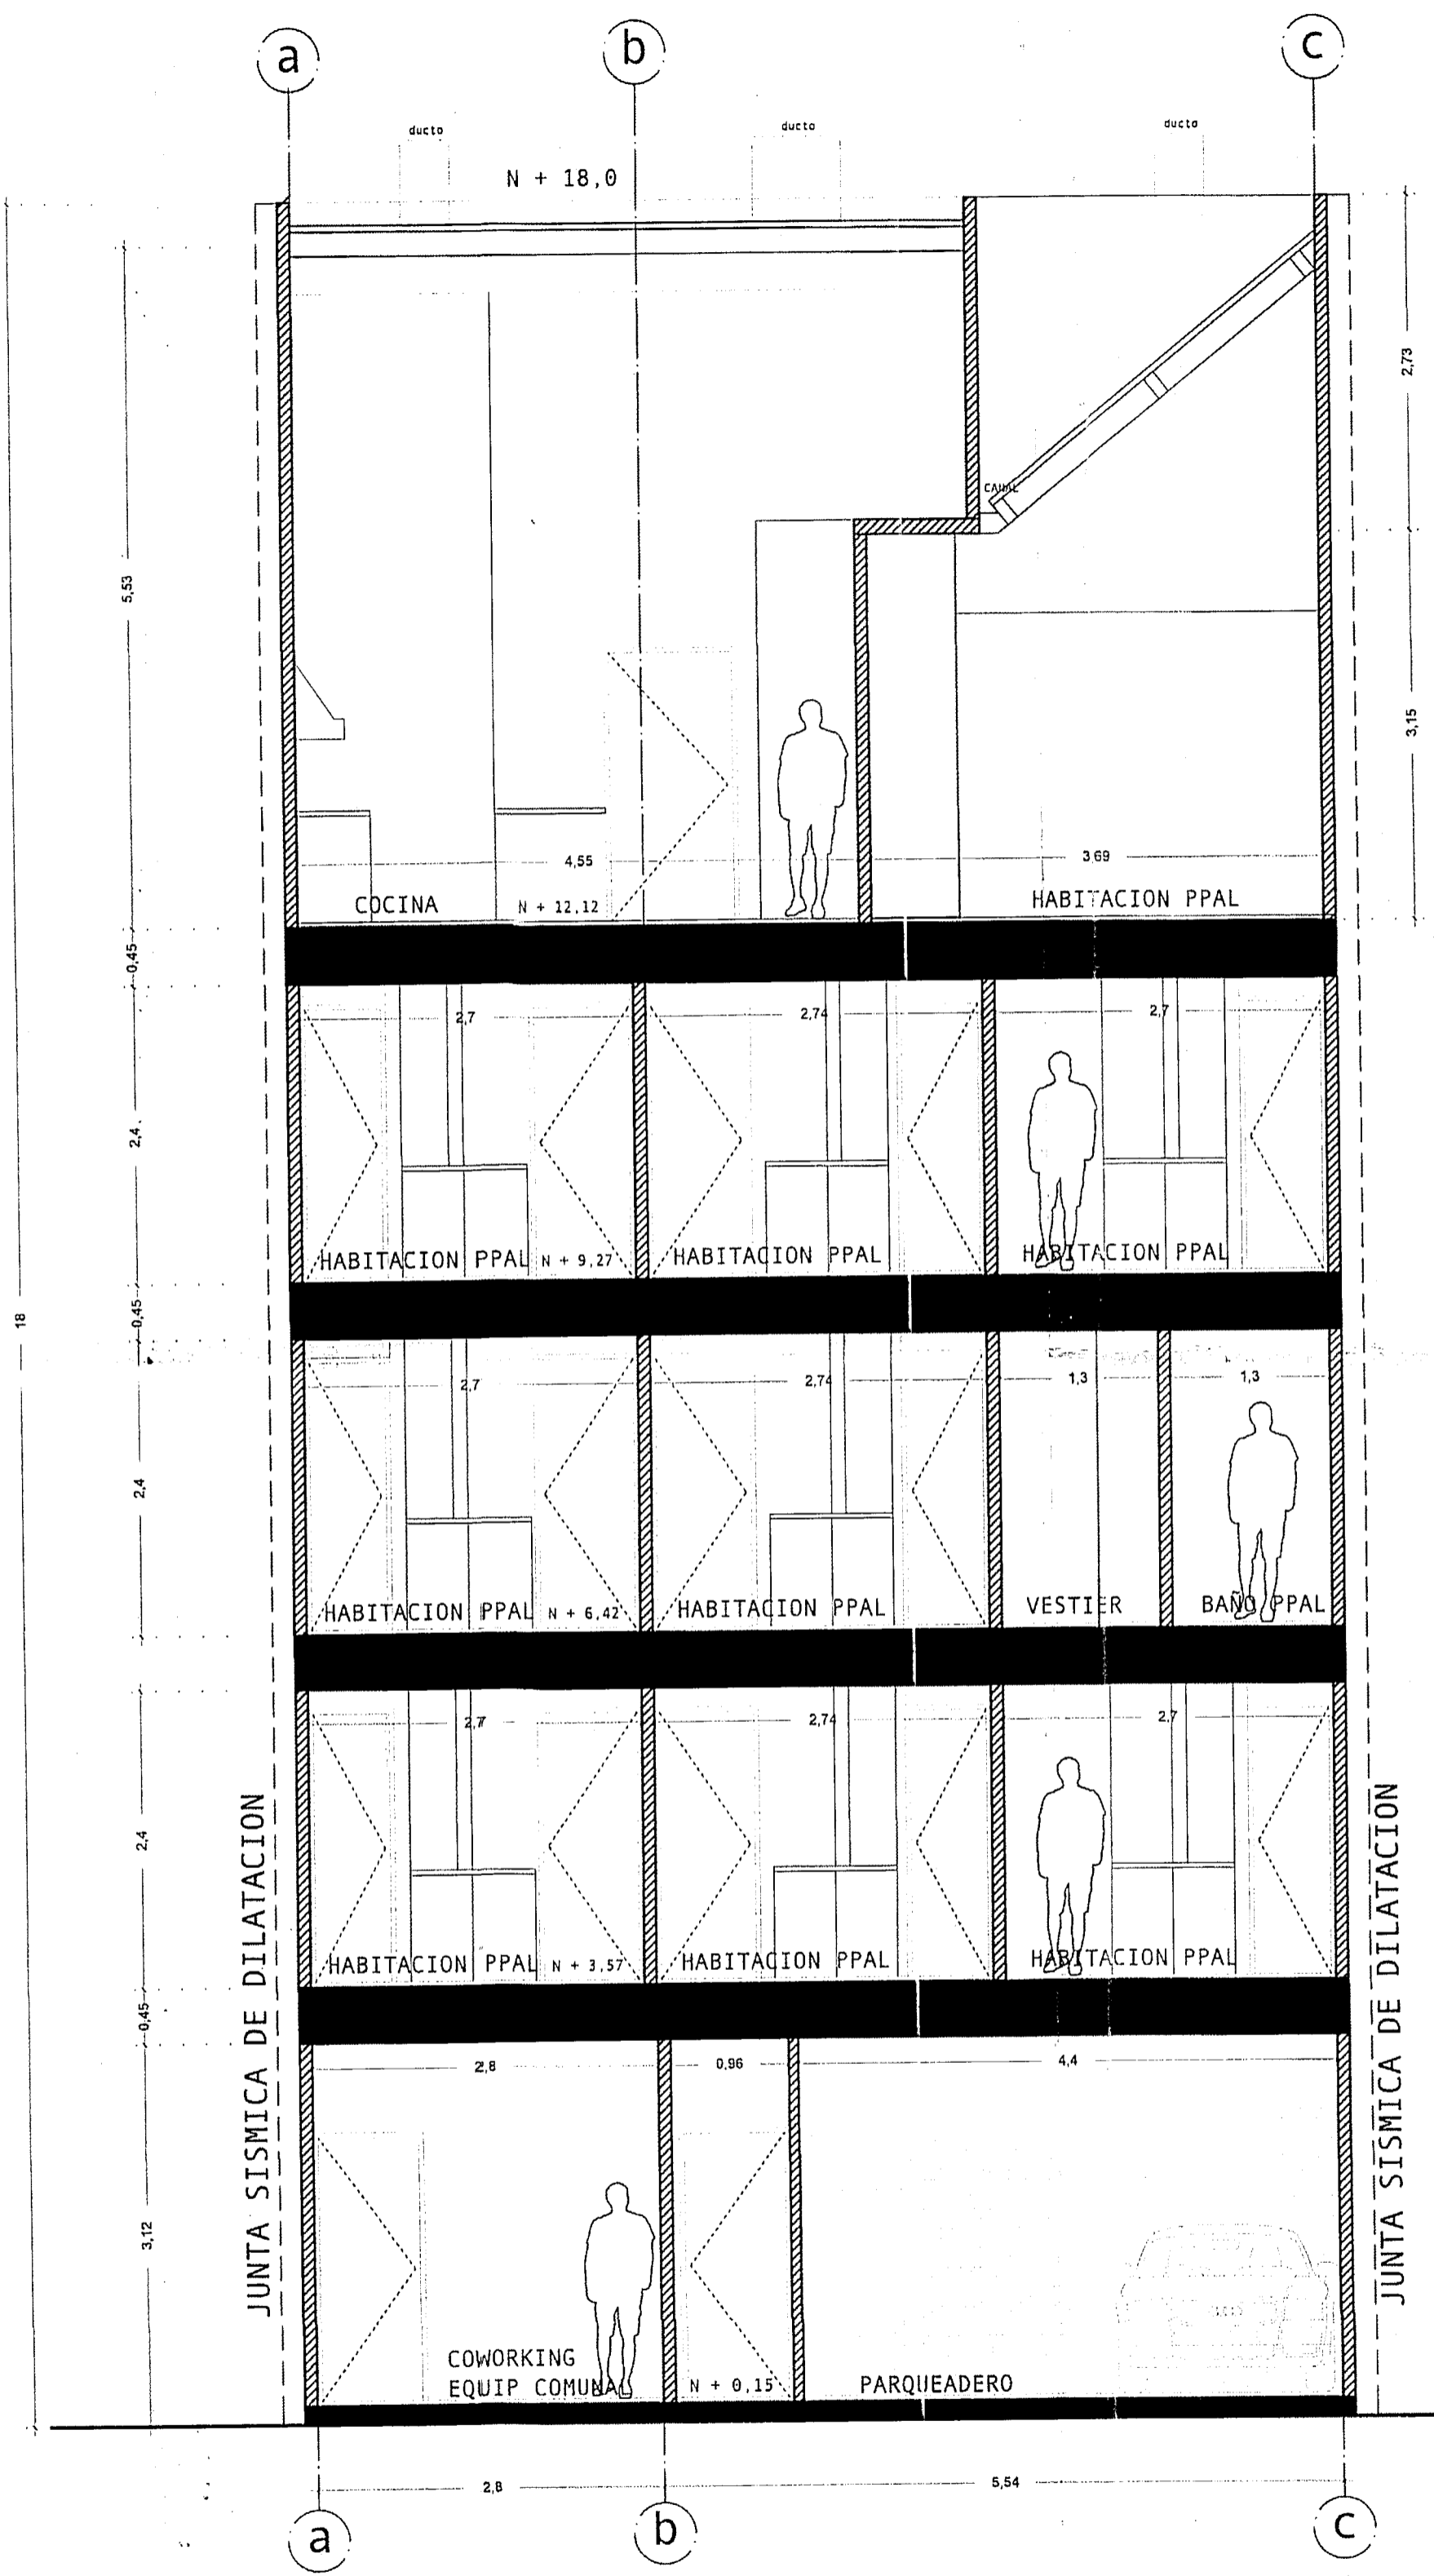 a
b
c
ducto
ducto
ducto
N + 18,0
2,73
CANAL
5,53
3,15
4,55
3,69
COCINA
N + 12,12
HABITACION PPAL
0,45
2,7
2,74
2,7
2,4
HABITACION PPAL
N + 9,27
HABITACION PPAL
HABITACION PPAL
18
0,45
2,7
2,74
1,3
1,3
2,4
HABITACION PPAL
N + 6,42
HABITACION PPAL
VESTIER
BANO PPAL
2,7
2,74
2,7
2,4
HABITACION PPAL
N + 3,57
HABITACION PPAL
HABITACION PPAL
JUNTA SISMICA DE DILATACION
JUNTA SISMICA DE DILATACION
0,45
2,8
0,96
4,4
3,12
COWORKING
EQUIP COMUNAL
N + 0,15
PARQUEADERO
2,8
5,54
a
b
c